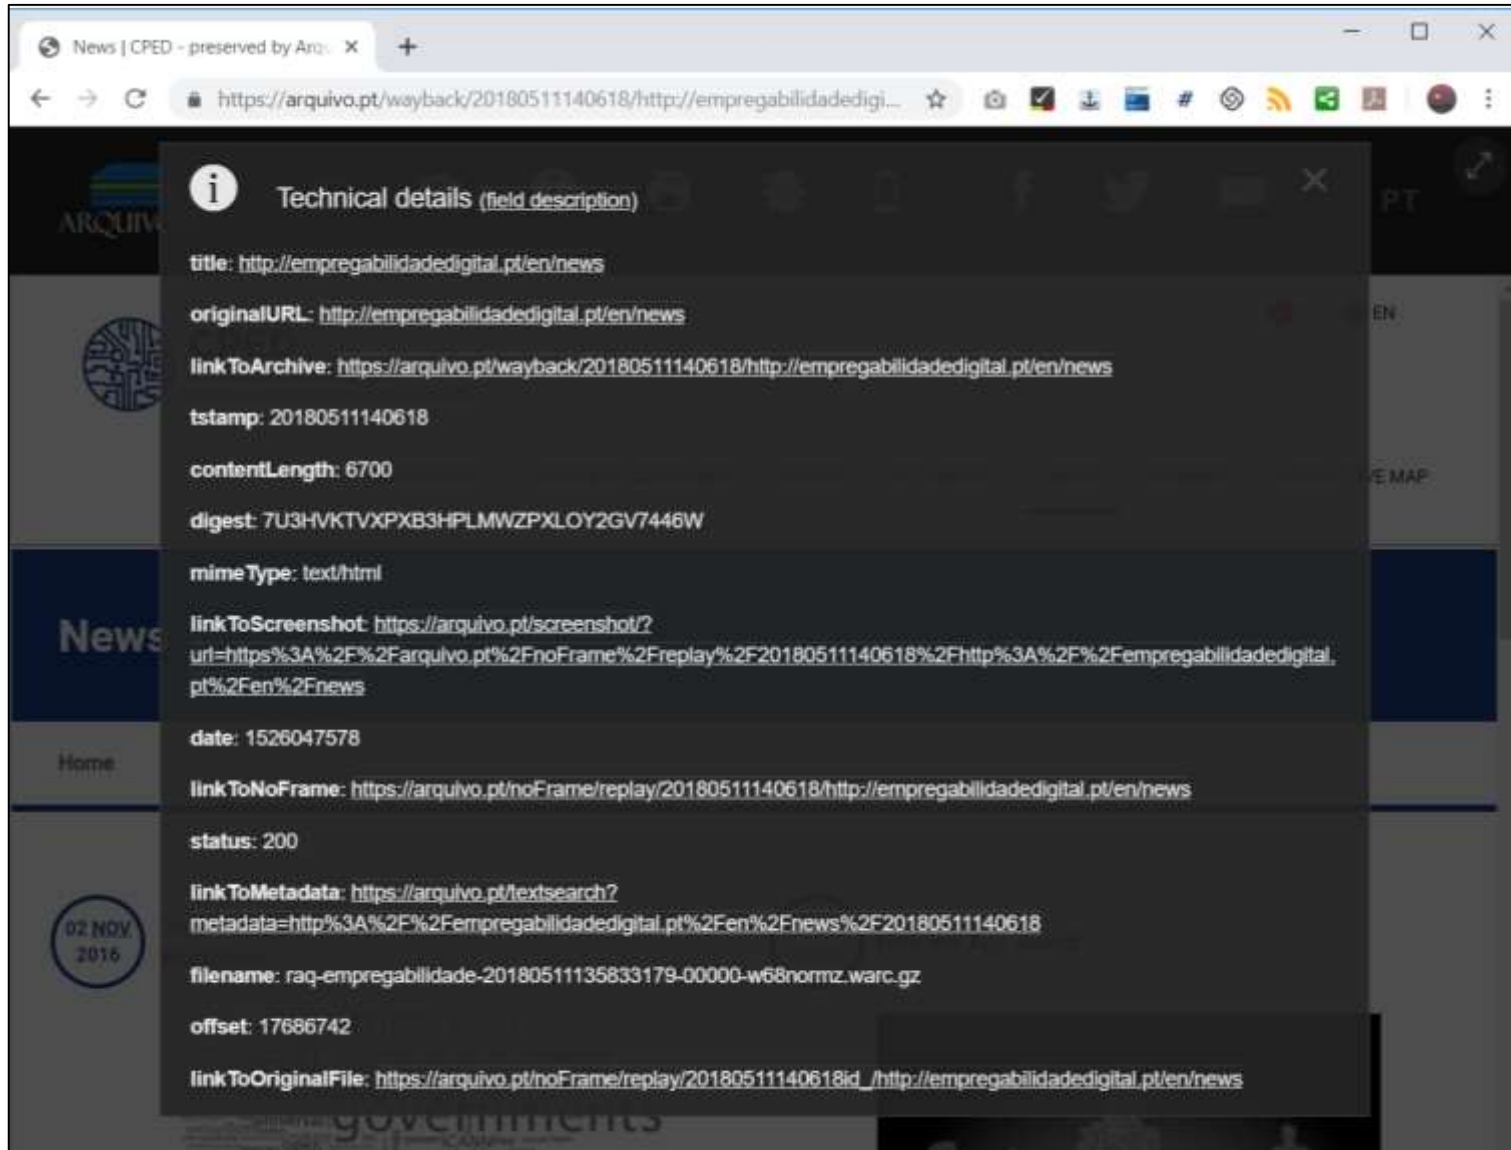 News | CPED - preserved by Arq
https://arquivo.pt/wayback/20180511140618/http://empregabilidadedigi...
i Technical details (field description)
PT
title: http://empregabilidadedigital.pt/en/news
originalURL: http://empregabilidadedigital.pt/en/news
EN
linkToArchive: https://arquivo.pt/wayback/20180511140618/http://empregabilidadedigital.pt/en/news
tstamp: 20180511140618
contentLength: 6700
MAP
digest: 7U3HVKTVXPXB3HPLMWZPXLOY2GV7446W
mimeType: text/html
News
linkToScreenshot: https://arquivo.pt/screenshot/?
url=https%3A%2F%2Farquivo.pt%2FnoFrame%2Freplay%2F20180511140618%2Fhttp%3A%2F%2Fempregabilidadedigital.
pt%2Fen%2Fnews
date: 1526047578
Home
linkToNoFrame: https://arquivo.pt/noFrame/replay/20180511140618/http://empregabilidadedigital.pt/en/news
status: 200
linkToMetadata: https://arquivo.pt/textsearch?
metadata=http%3A%2F%2Fempregabilidadedigital.pt%2Fen%2Fnews%2F20180511140618
02 NOV
2016
filename: raq-empregabilidade-20180511135833179-00000-w68normz.warc.gz
offset: 17686742
linkToOriginalFile: https://arquivo.pt/noFrame/replay/20180511140618id_/http://empregabilidadedigital.pt/en/news
governments